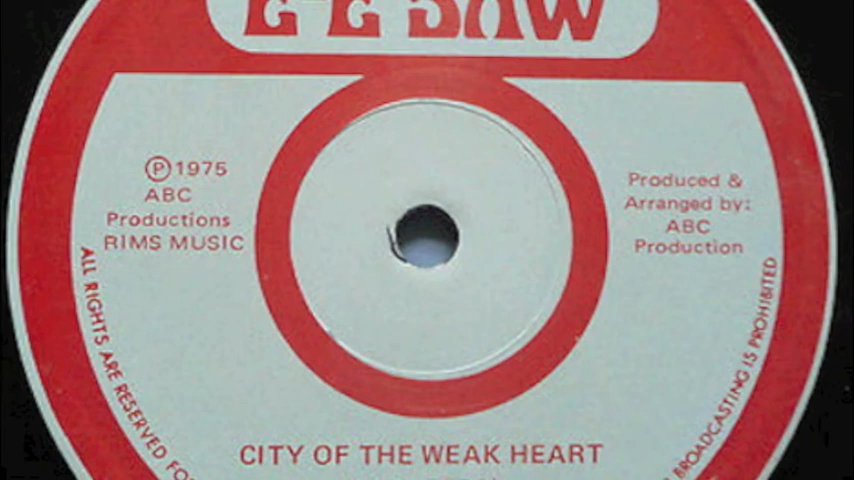 Ⓟ 1975
ABC
Productions
RIMS MUSIC
Produced &
Arranged by:
ABC
Production
ALL RIGHTS ARE RESERVED
BROADCASTING IS PROHIBITED
CITY OF THE WEAK HEART